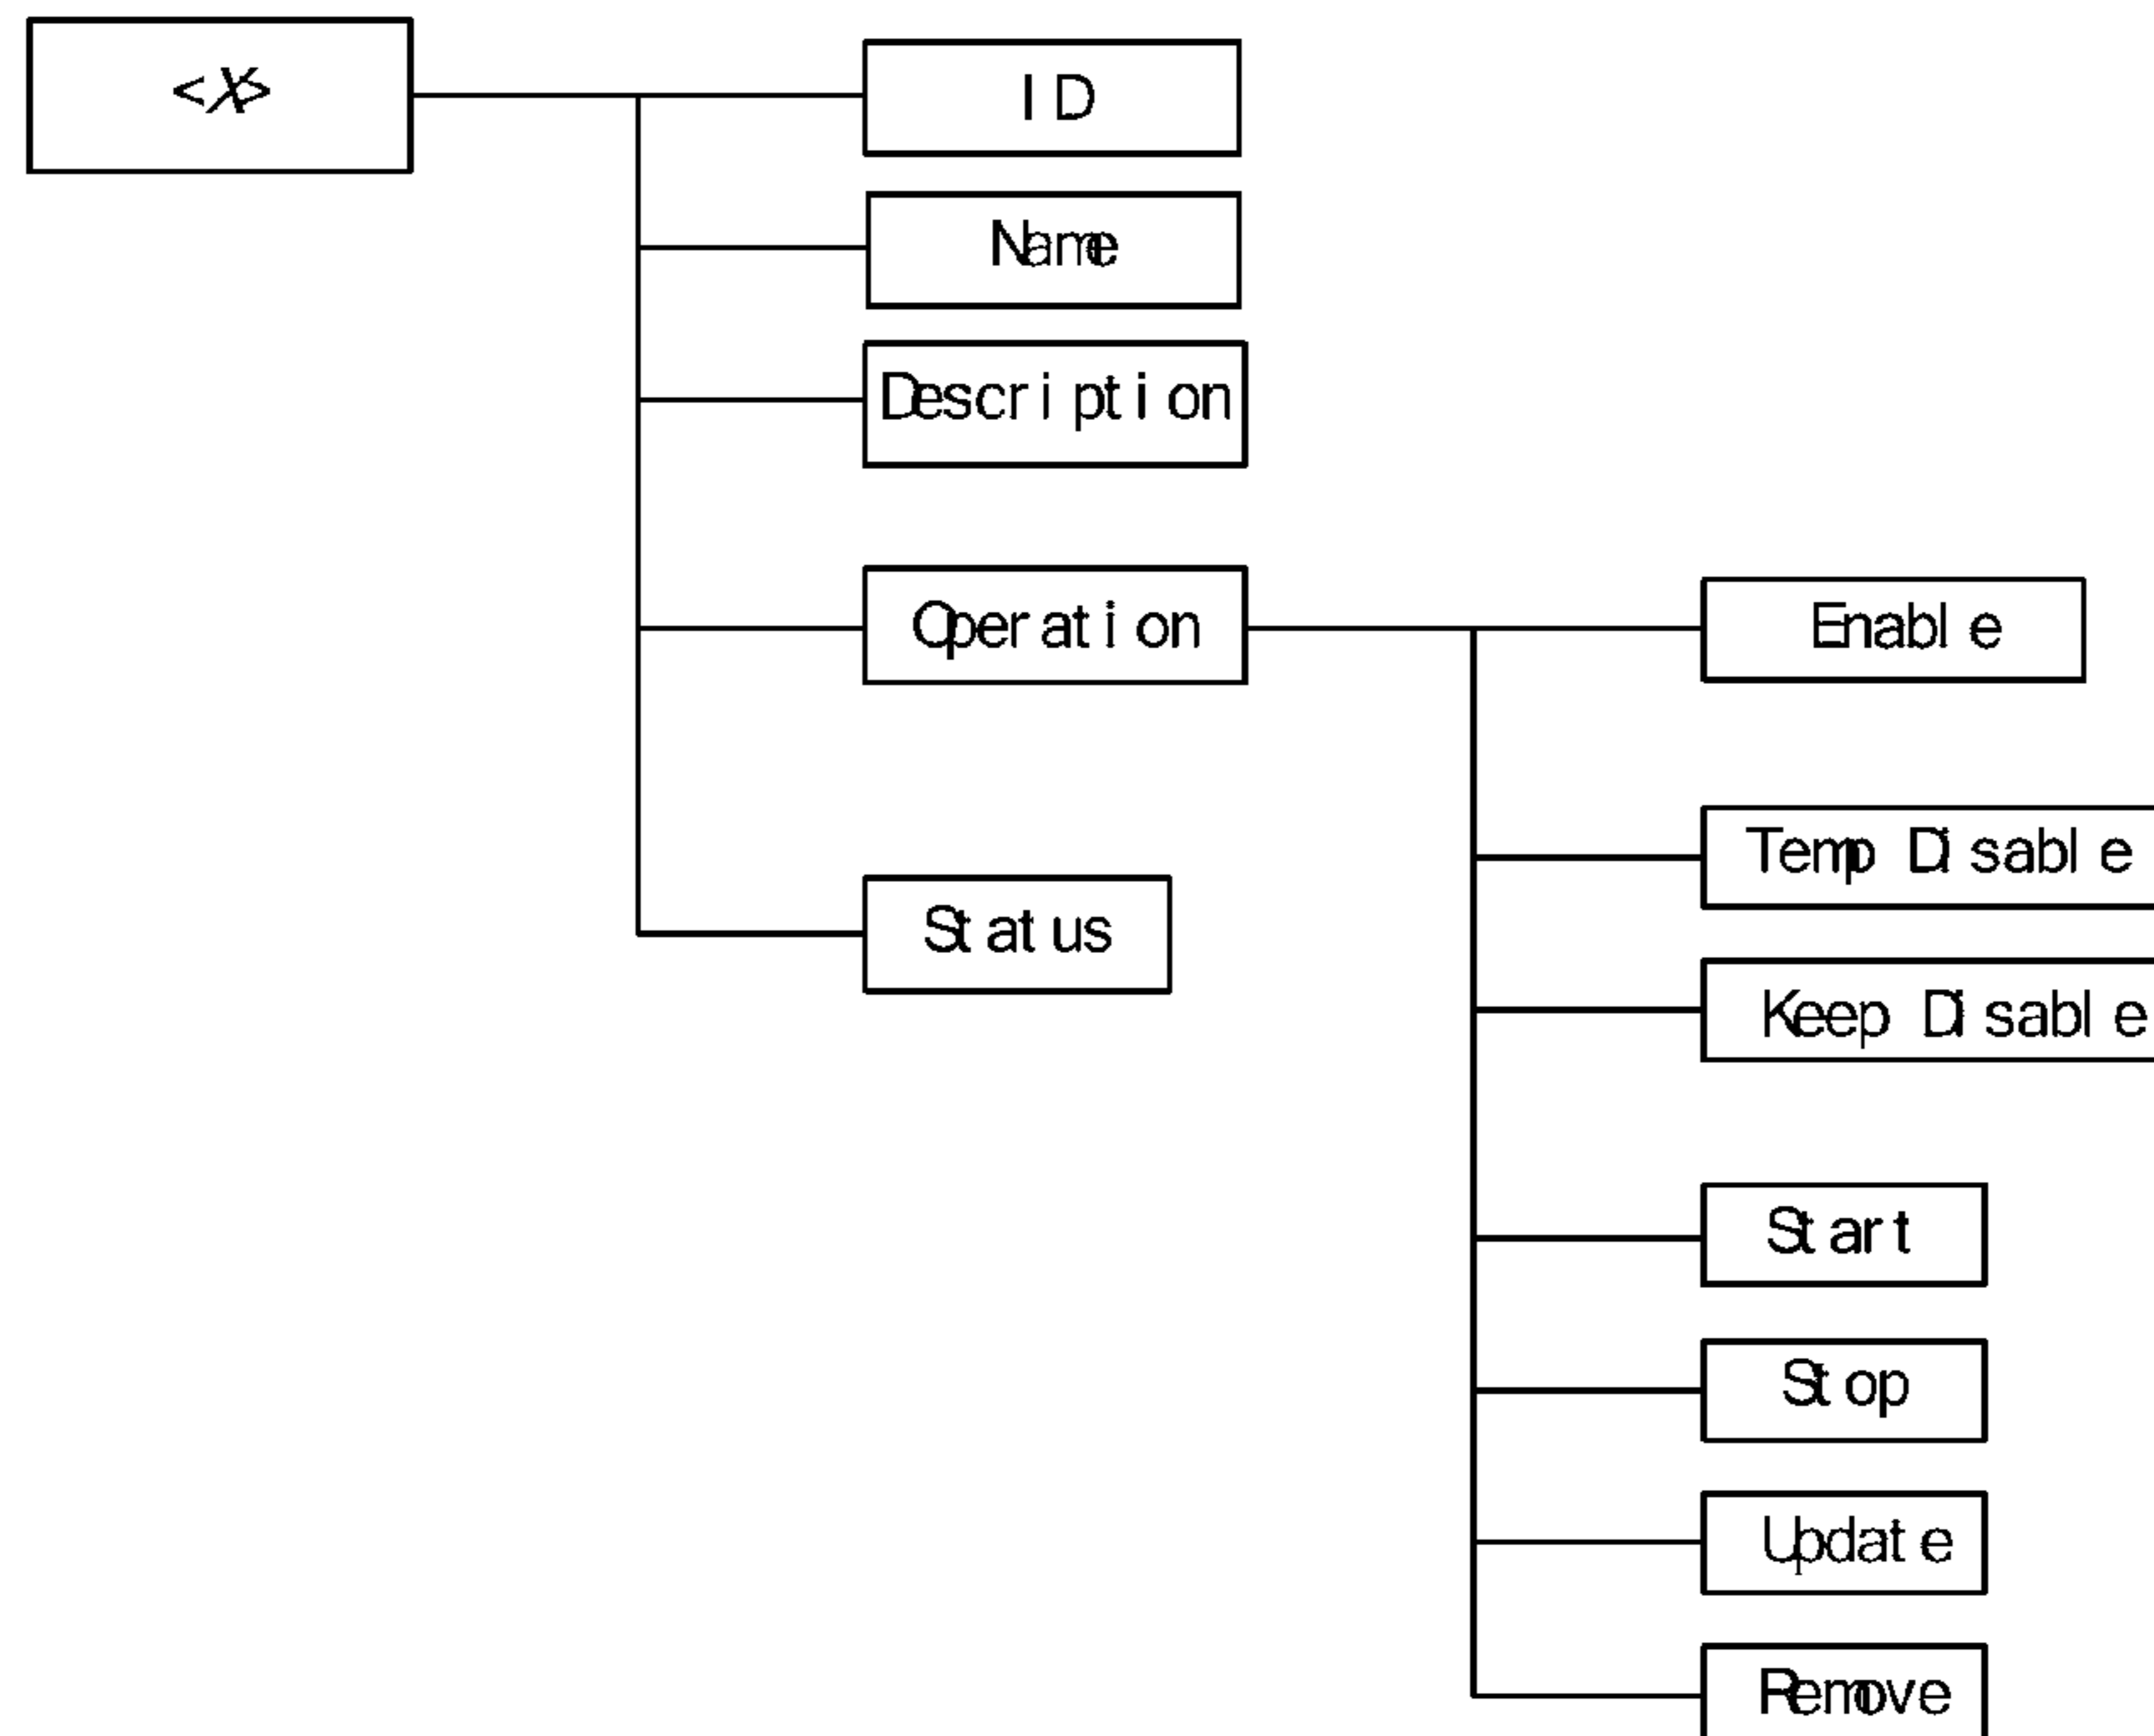 <X>
ID
Name
Description
Operation
Enable
Temp Disable
Keep Disable
Status
Start
Stop
Update
Remove